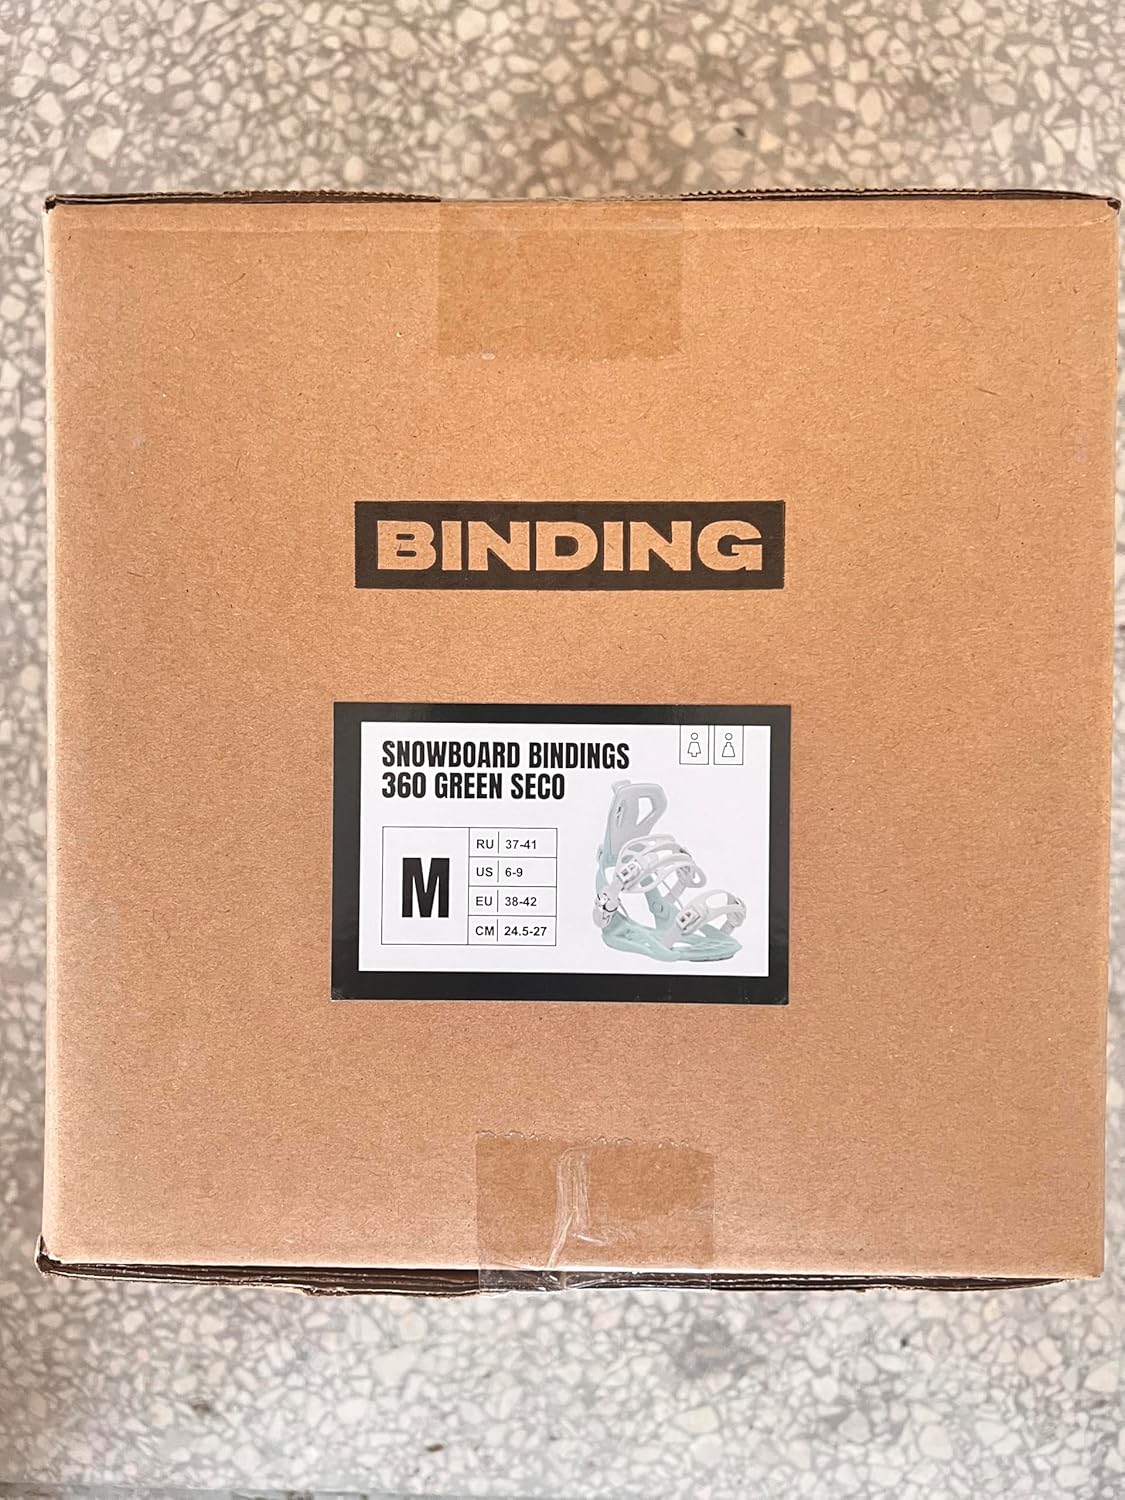 BINDING
SNOWBOARD BINDINGS
360 GREEN SECO
M
RU 37-41
US 6-9
EU 38-42
CM 24.5-27